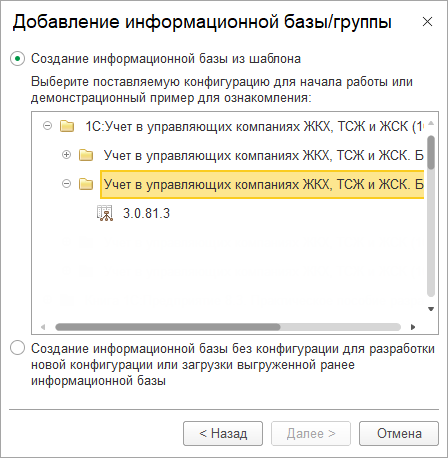 Добавление информационной базы/группы
Создание информационной базы из шаблона
Выберите поставляемую конфигурацию для начала работы или
демонстрационный пример для ознакомления:
1С:Учет в управляющих компаниях ЖКХ, ТСЖ и ЖСК (1
Учет в управляющих компаниях ЖКХ, ТСЖ и ЖСК. Б
Учет в управляющих компаниях ЖКХ, ТСЖ и ЖСК. Б
3.0.81.3
Создание информационной базы без конфигурации для разработки
новой конфигурации или загрузки выгруженной ранее
информационной базы
< Назад Далее > Отмена